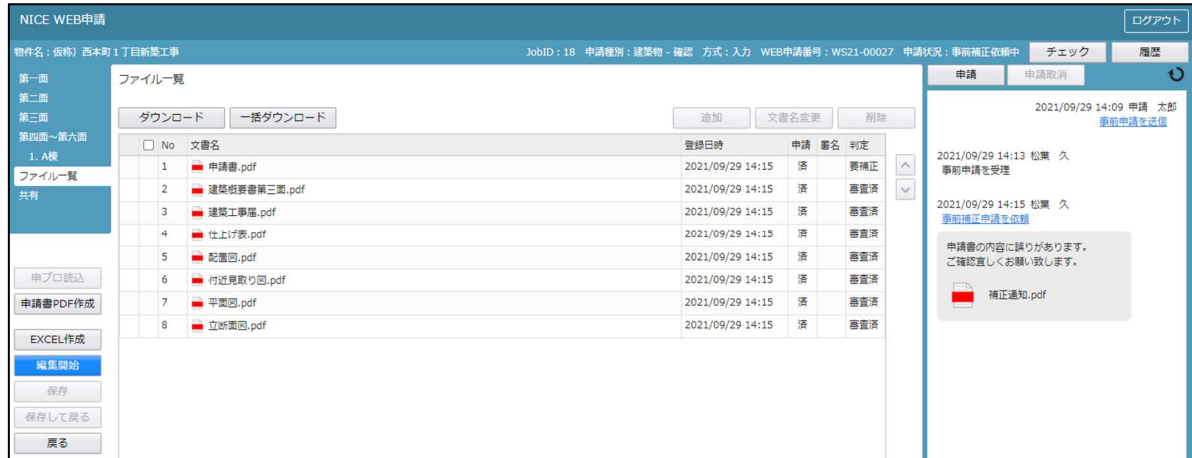 NICE WEB申請
ログアウト
物件名：仮称）西本町１丁目新築工事
JobID：18 申請種別：建築物 - 確認 方式：入力 WEB申請番号：WS21-00027 申請状況：事前補正依頼中
チェック
履歴
第一面
第二面
第三面
第四面～第六面
1. A棟
ファイル一覧
共有
申プロ読込
申請書PDF作成
EXCEL作成
編集開始
保存
保存して戻る
戻る
ファイル一覧
ダウンロード 一括ダウンロード 追加 文書名変更 削除
No 文書名 登録日時 申請 署名 判定
1 申請書.pdf 2021/09/29 14:15 済 要補正
2 建築概要書第三面.pdf 2021/09/29 14:15 済 審査済
3 建築工事届.pdf 2021/09/29 14:15 済 審査済
4 仕上げ表.pdf 2021/09/29 14:15 済 審査済
5 配置図.pdf 2021/09/29 14:15 済 審査済
6 付近見取り図.pdf 2021/09/29 14:15 済 審査済
7 平面図.pdf 2021/09/29 14:15 済 審査済
8 立断面図.pdf 2021/09/29 14:15 済 審査済
申請 申請取消
2021/09/29 14:09 申請 太郎
事前申請を送信
2021/09/29 14:13 松葉 久
事前申請を受理
2021/09/29 14:15 松葉 久
事前補正申請を依頼
申請書の内容に誤りがあります。
ご確認宜しくお願い致します。
補正通知.pdf